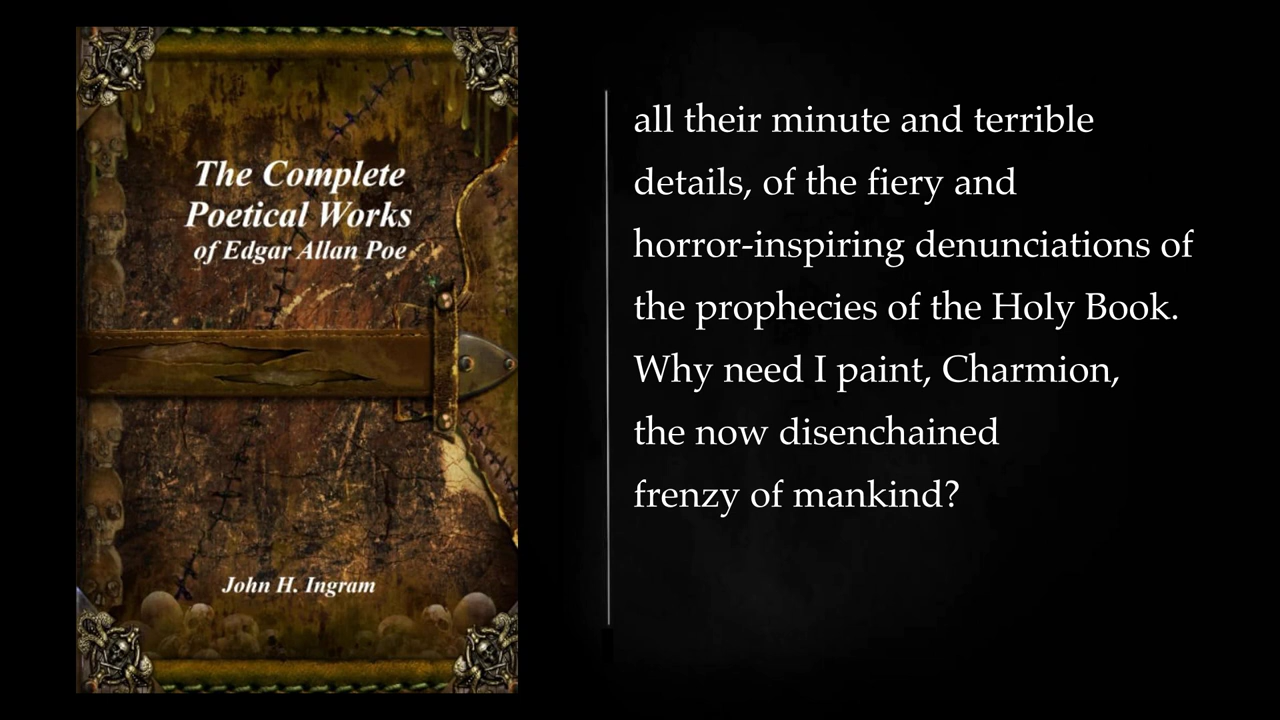 The Complete
Poetical Works
of Edgar Allan Poe
John H. Ingram
all their minute and terrible
details, of the fiery and
horror-inspiring denunciations of
the prophecies of the Holy Book.
Why need I paint, Charmion,
the now disenchained
frenzy of mankind?